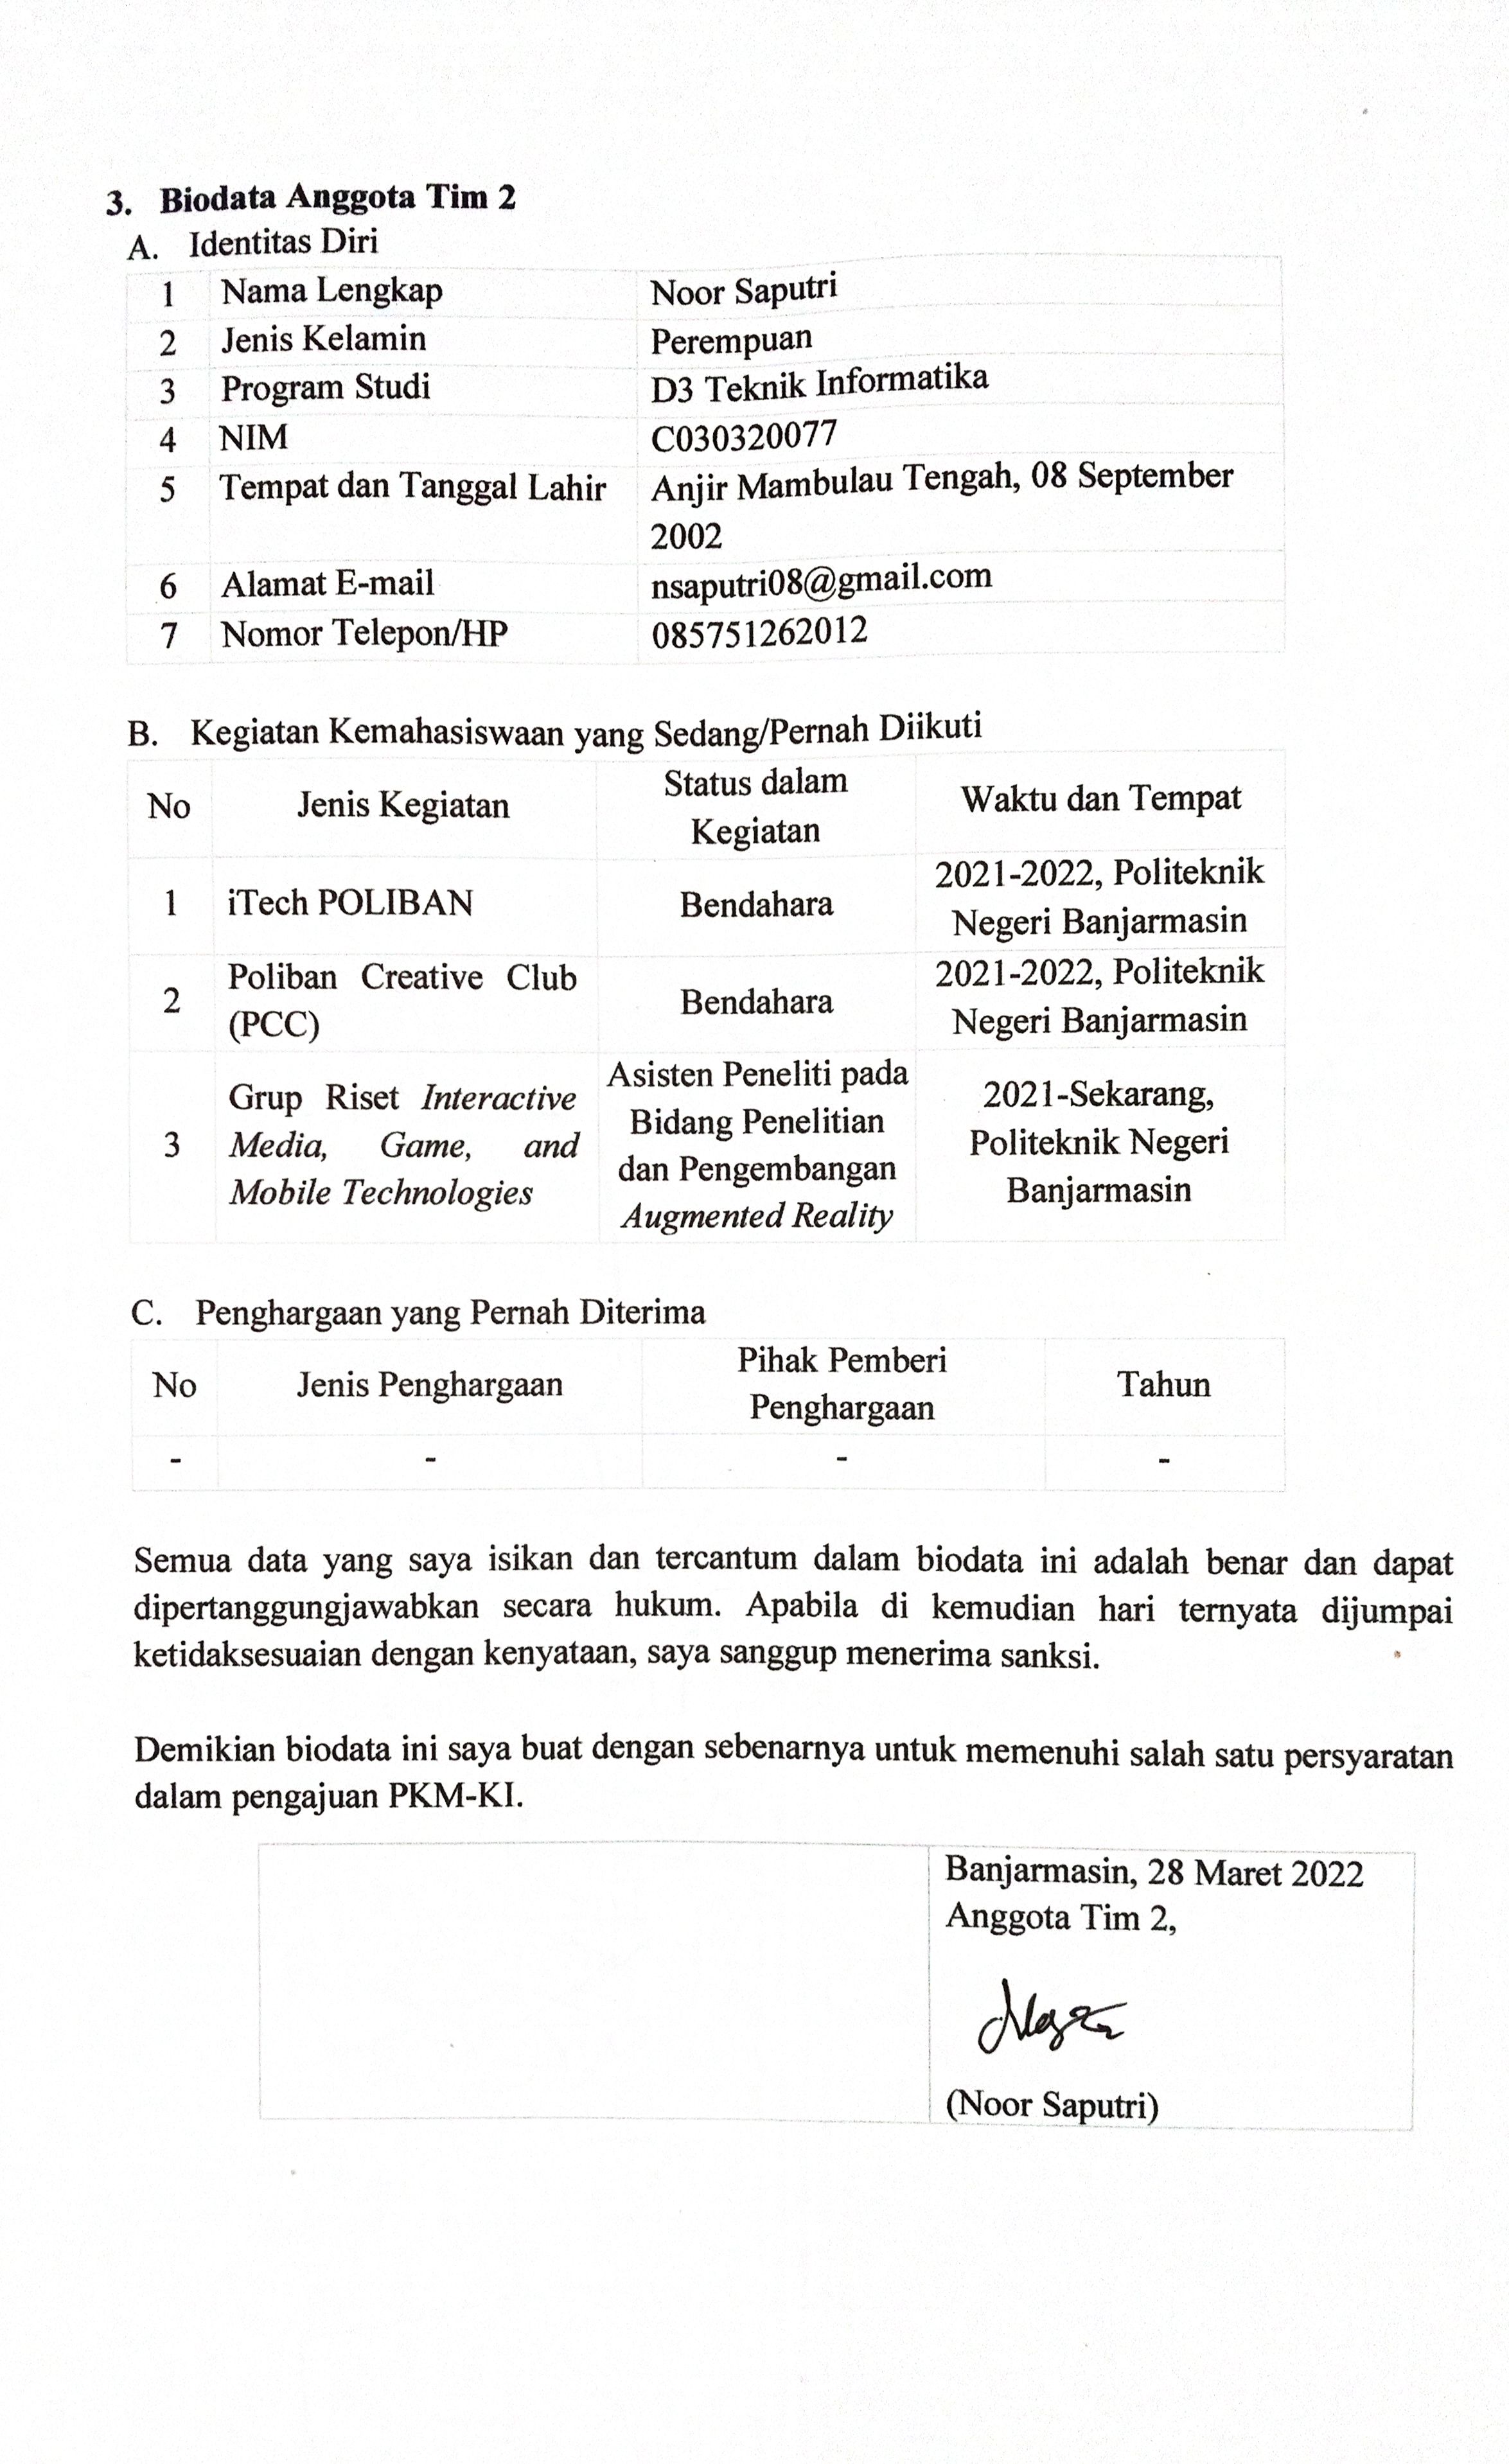 3. Biodata Anggota Tim 2
A. Identitas Diri
1 Nama Lengkap Noor Saputri
2 Jenis Kelamin Perempuan
3 Program Studi D3 Teknik Informatika
4 NIM C030320077
5 Tempat dan Tanggal Lahir Anjir Mambulau Tengah, 08 September
2002
6 Alamat E-mail nsaputri08@gmail.com
7 Nomor Telepon/HP 085751262012
B. Kegiatan Kemahasiswaan yang Sedang/Pernah Diikuti
No Jenis Kegiatan Status dalam
Kegiatan Waktu dan Tempat
1 iTech POLIBAN Bendahara 2021-2022, Politeknik
Negeri Banjarmasin
2 Poliban Creative Club
(PCC) Bendahara 2021-2022, Politeknik
Negeri Banjarmasin
3 Grup Riset Interactive
Media, Game, and
Mobile Technologies
Asisten Peneliti pada
Bidang Penelitian
dan Pengembangan
Augmented Reality
2021-Sekarang,
Politeknik Negeri
Banjarmasin
C. Penghargaan yang Pernah Diterima
No Jenis Penghargaan Pihak Pemberi
Penghargaan Tahun
- - - -
Semua data yang saya isikan dan tercantum dalam biodata ini adalah benar dan dapat
dipertanggungjawabkan secara hukum. Apabila di kemudian hari ternyata dijumpai
ketidaksesuaian dengan kenyataan, saya sanggup menerima sanksi.
Demikian biodata ini saya buat dengan sebenarnya untuk memenuhi salah satu persyaratan
dalam pengajuan PKM-KI.
Banjarmasin, 28 Maret 2022
Anggota Tim 2,
(Noor Saputri)